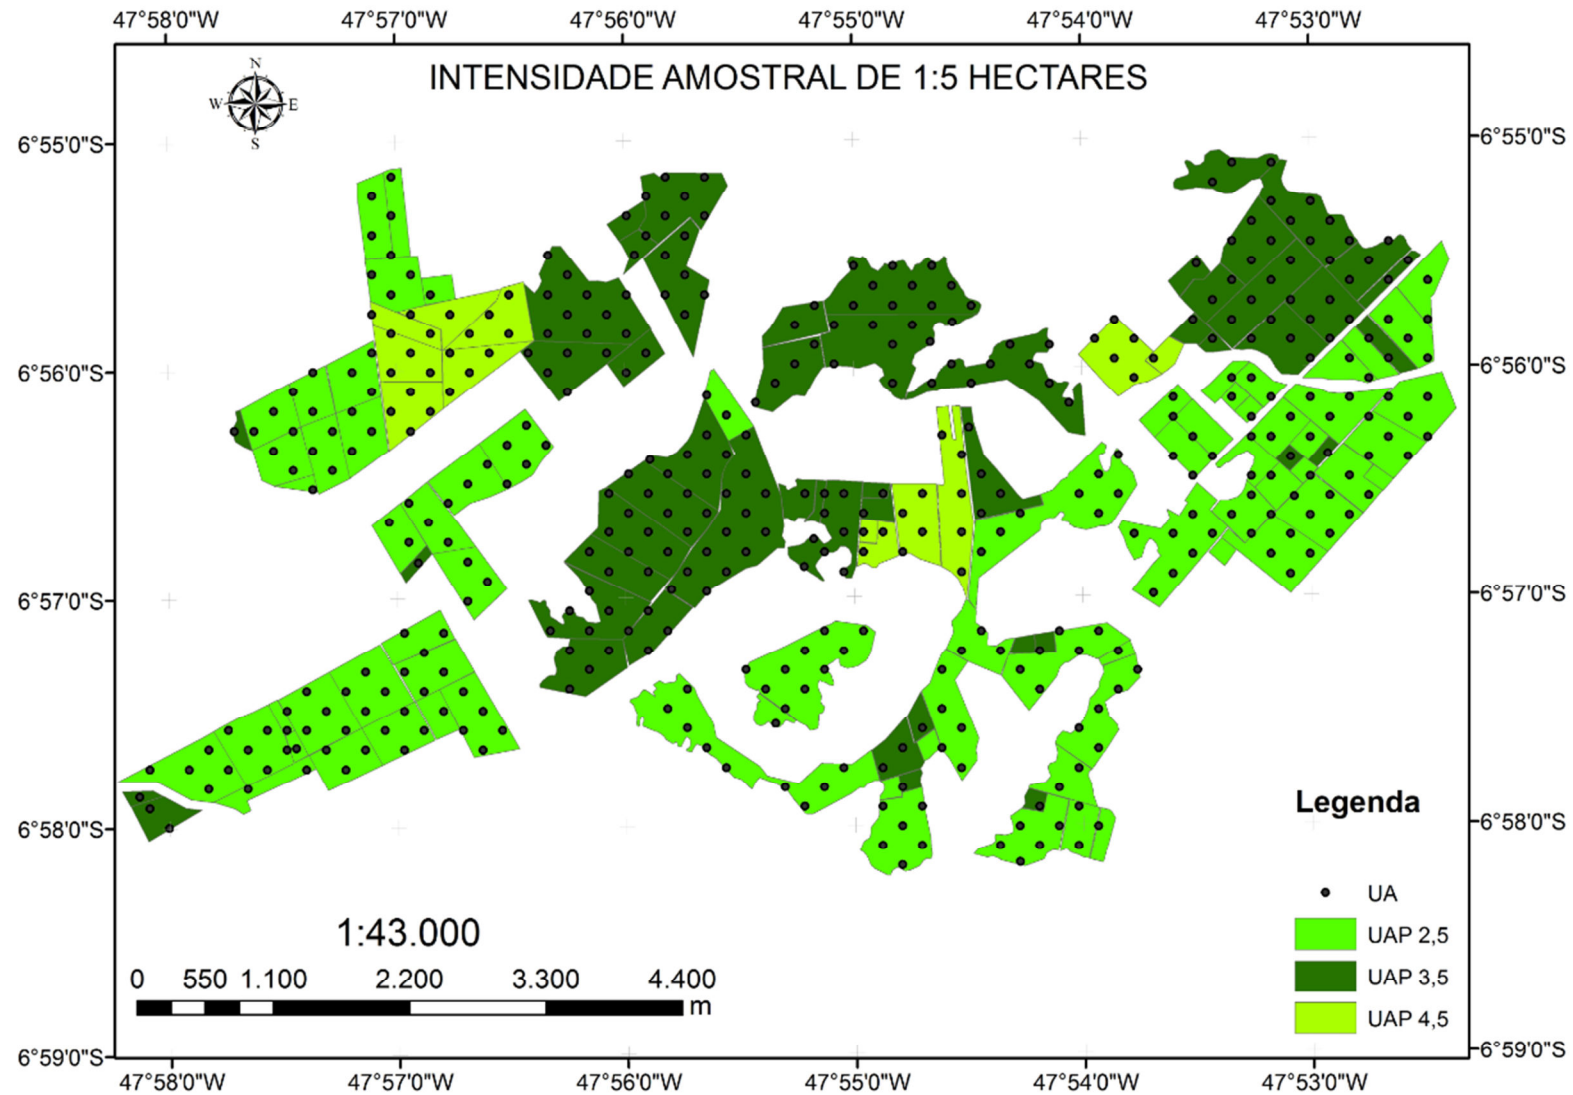 47°58'0"W 47°57'0"W 47°56'0"W 47°55'0"W 47°54'0"W 47°53'0"W
INTENSIDADE AMOSTRAL DE 1:5 HECTARES
N
W E
S
6°55'0"S 6°55'0"S
6°56'0"S 6°56'0"S
6°57'0"S 6°57'0"S
Legenda
6°58'0"S 6°58'0"S
UA
1:43.000
UAP 2,5
0 550 1.100 2.200 3.300 4.400
UAP 3,5
m
UAP 4,5
6°59'0"S 6°59'0"S
47°58'0"W 47°57'0"W 47°56'0"W 47°55'0"W 47°54'0"W 47°53'0"W